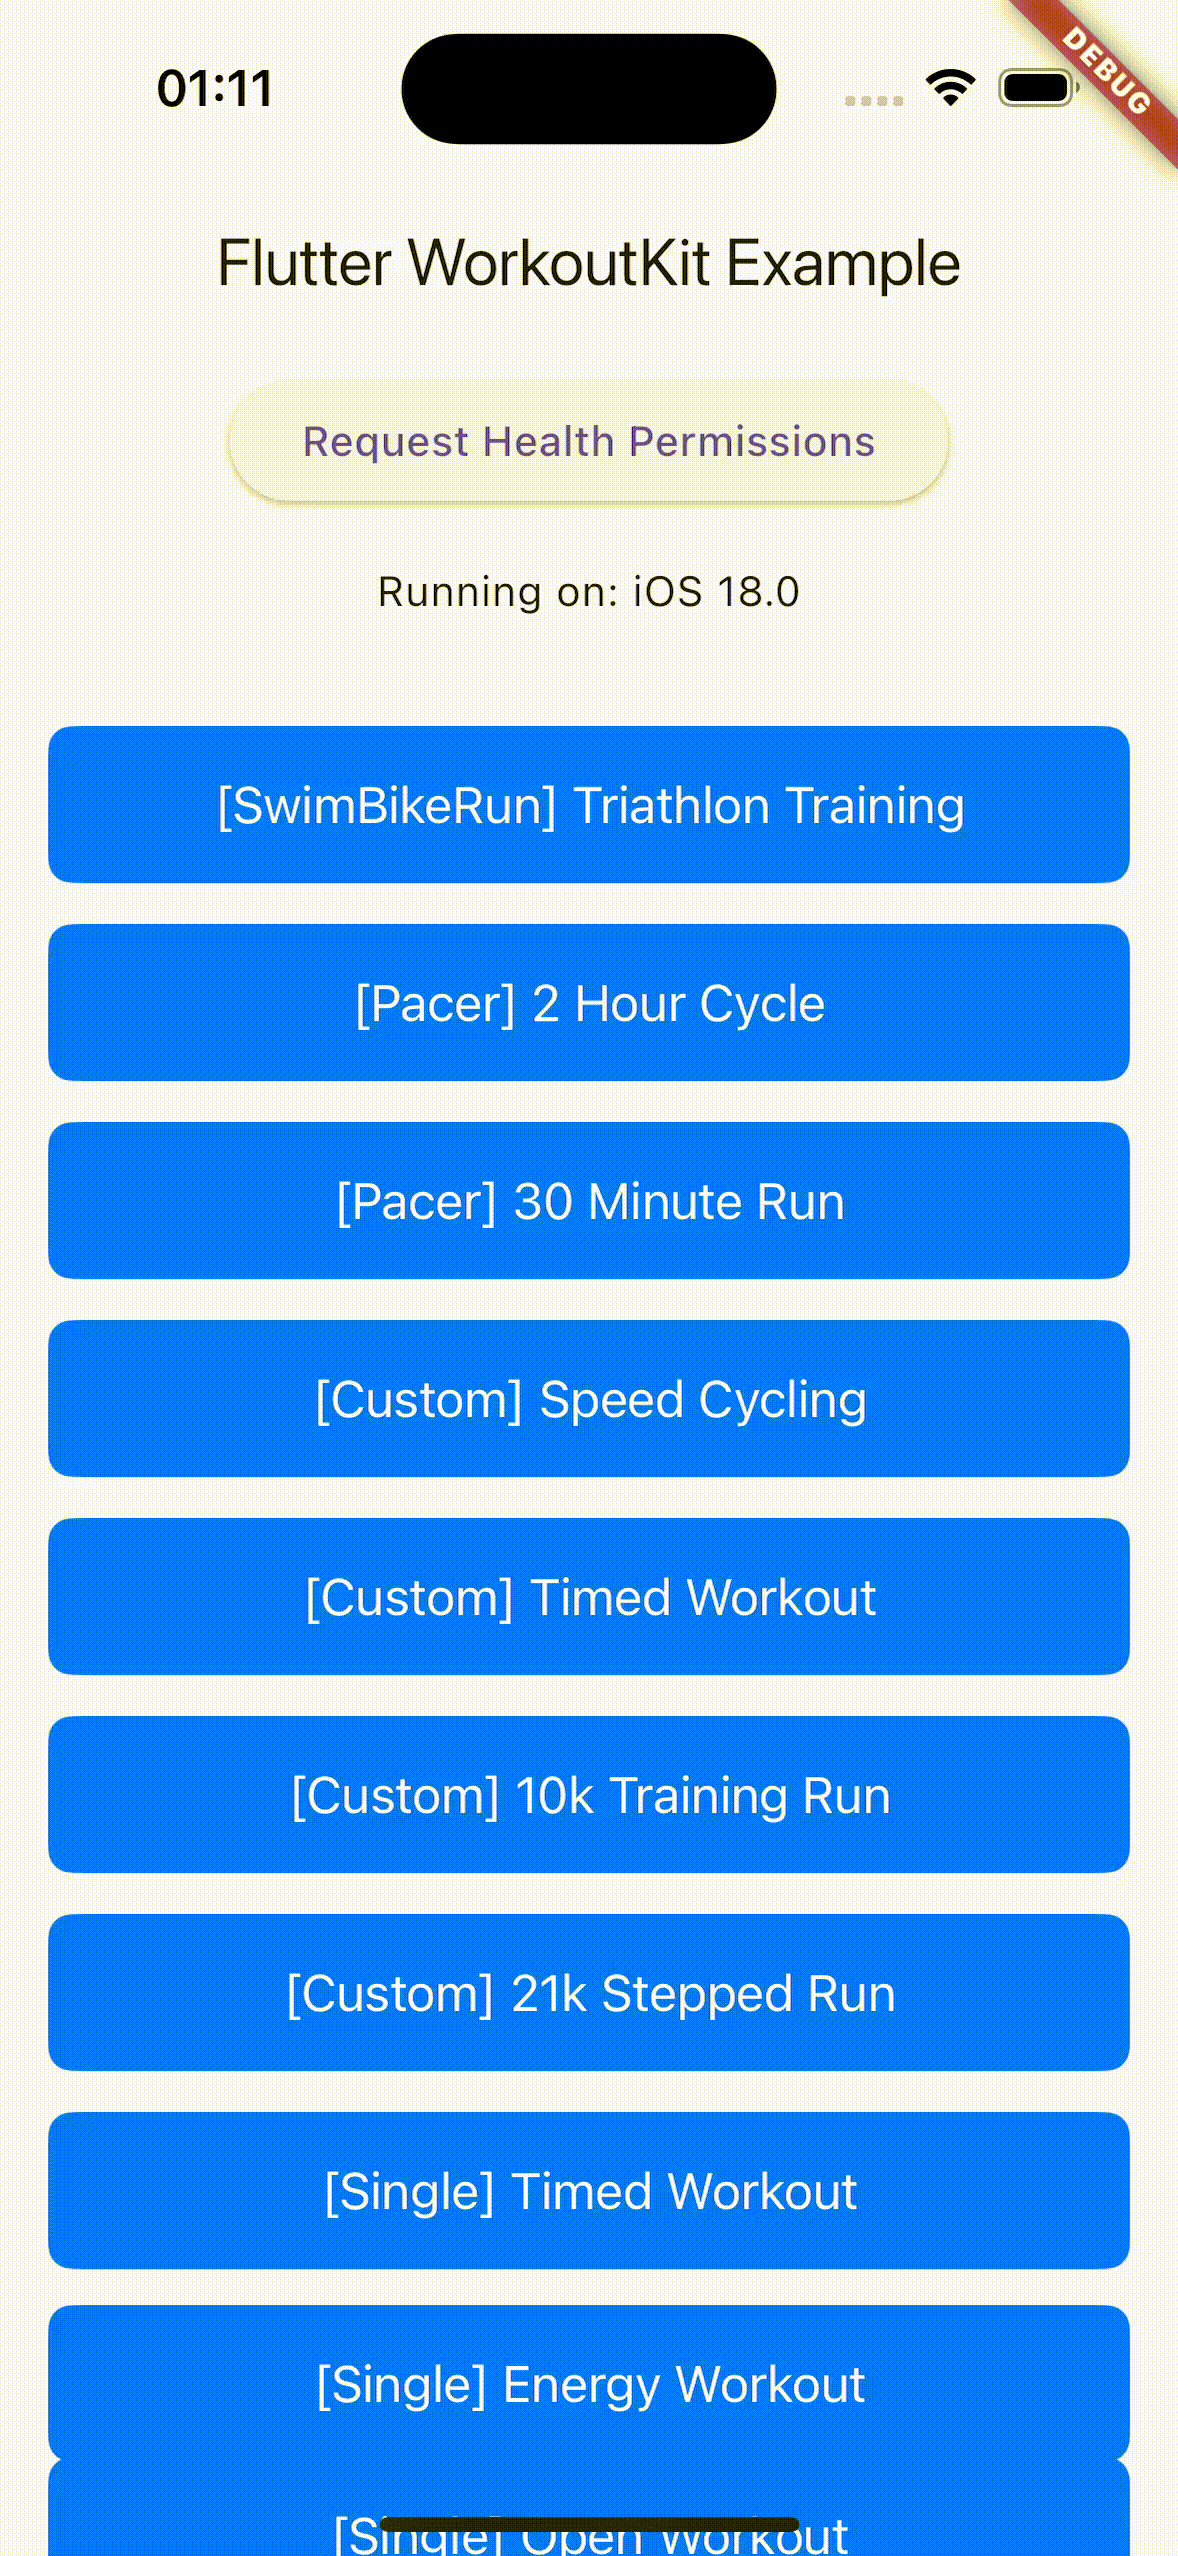 01:11
DEBUG
Flutter WorkoutKit Example
Request Health Permissions
Running on: iOS 18.0
[SwimBikeRun] Triathlon Training
[Pacer] 2 Hour Cycle
[Pacer] 30 Minute Run
[Custom] Speed Cycling
[Custom] Timed Workout
[Custom] 10k Training Run
[Custom] 21k Stepped Run
[Single] Timed Workout
[Single] Energy Workout
[Single] Open Workout